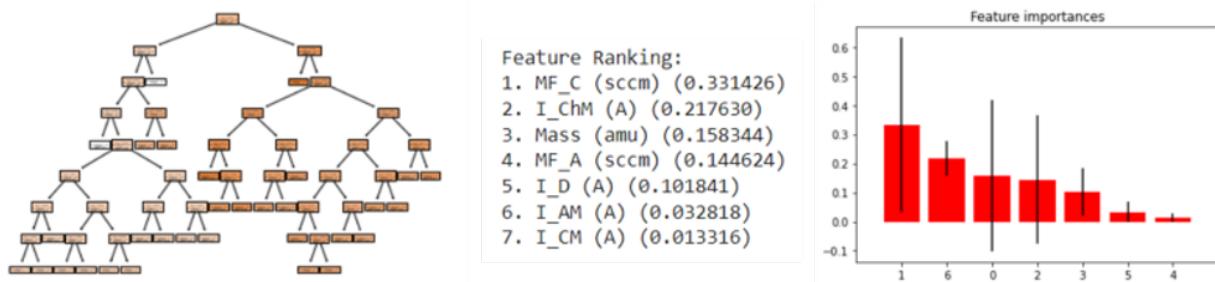 Feature Ranking:
1. MF_C (sccm) (0.331426)
2. I_ChM (A) (0.217630)
3. Mass (amu) (0.158344)
4. MF_A (sccm) (0.144624)
5. I_D (A) (0.101841)
6. I_AM (A) (0.032818)
7. I_CM (A) (0.013316)
Feature importances
0.6
0.5
0.4
0.3
0.2
0.1
0.0
−0.1
1 6 0 2 3 5 4